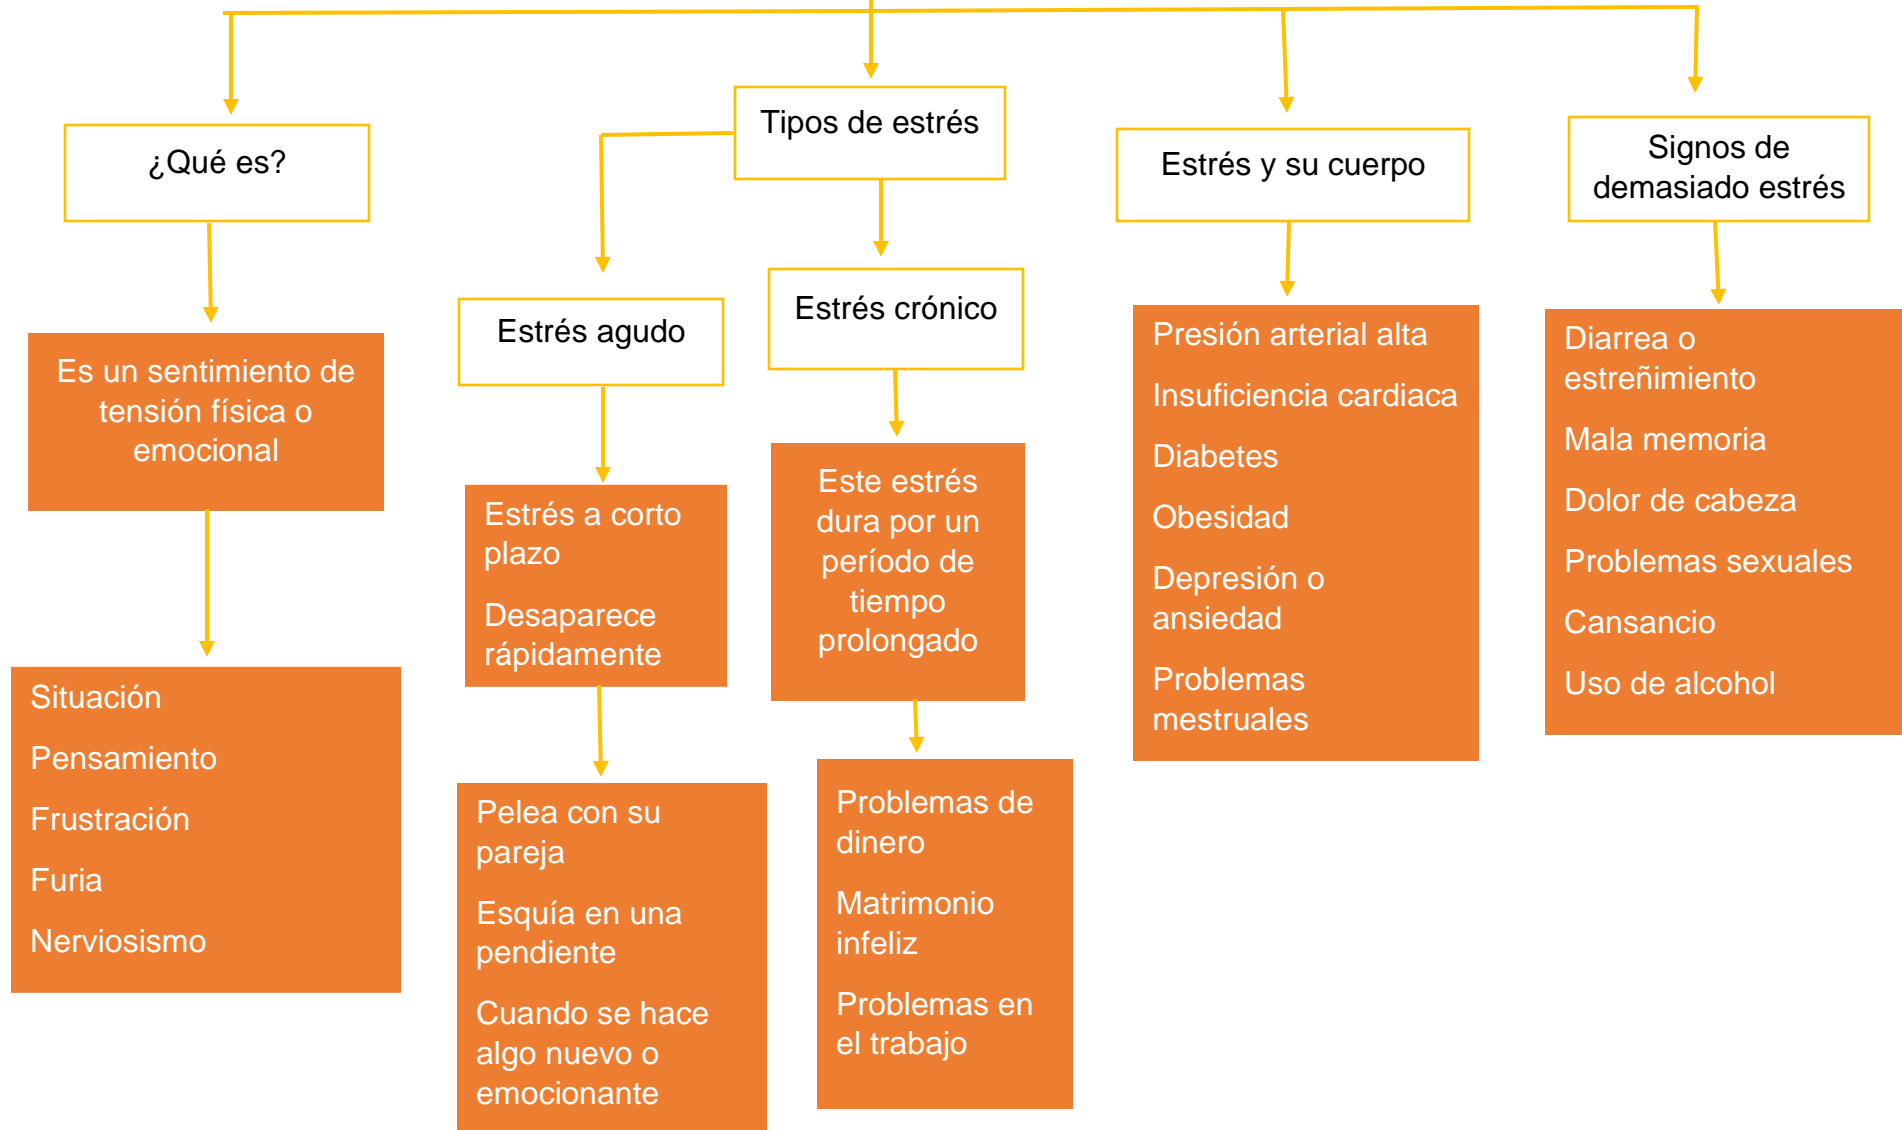 ¿Qué es?
Es un sentimiento de
tensión física o
emocional
Situación
Pensamiento
Frustración
Furia
Nerviosismo
Tipos de estrés
Estrés agudo
Estrés a corto
plazo
Desaparece
rápidamente
Pelea con su
pareja
Esquía en una
pendiente
Cuando se hace
algo nuevo o
emocionante
Estrés crónico
Este estrés
dura por un
período de
tiempo
prolongado
Problemas de
dinero
Matrimonio
infeliz
Problemas en
el trabajo
Estrés y su cuerpo
Presión arterial alta
Insuficiencia cardiaca
Diabetes
Obesidad
Depresión o
ansiedad
Problemas
mestruales
Signos de
demasiado estrés
Diarrea o
estreñimiento
Mala memoria
Dolor de cabeza
Problemas sexuales
Cansancio
Uso de alcohol